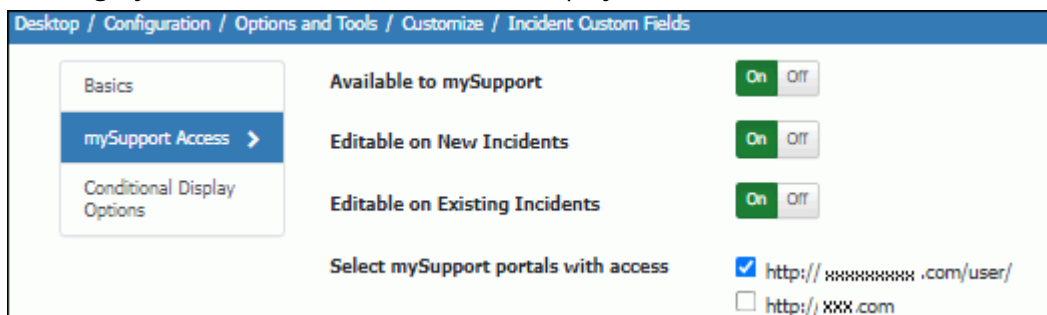 Desktop / Configuration / Options and Tools / Customize / Incident Custom Fields
Basics
Available to mySupport
On Off
mySupport Access
Editable on New Incidents
On Off
Conditional Display
Options
Editable on Existing Incidents
On Off
Select mySupport portals with access
http:// xxxxxxxxxx .com/user/
http:/ xxx.com